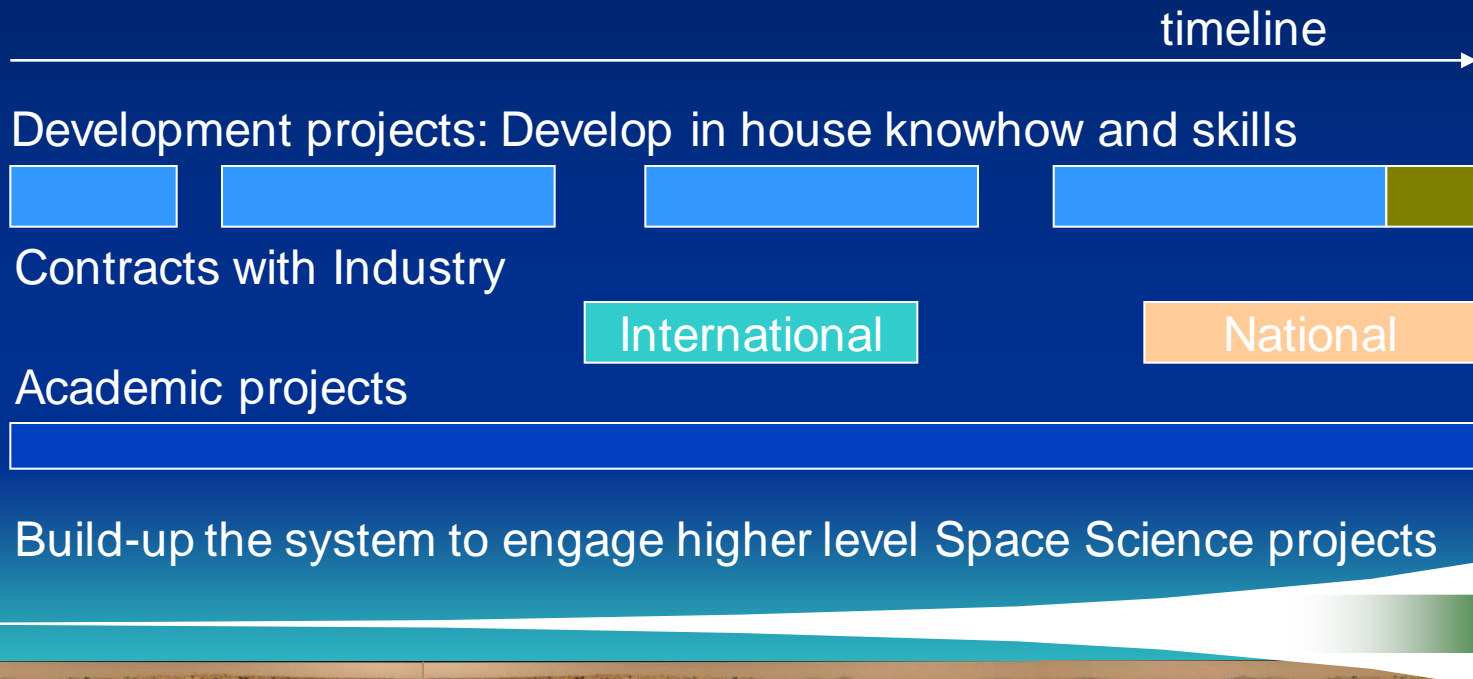 timeline
Development projects: Develop in house knowhow and skills
Contracts with Industry
International
National
Academic projects
Build-up the system to engage higher level Space Science projects